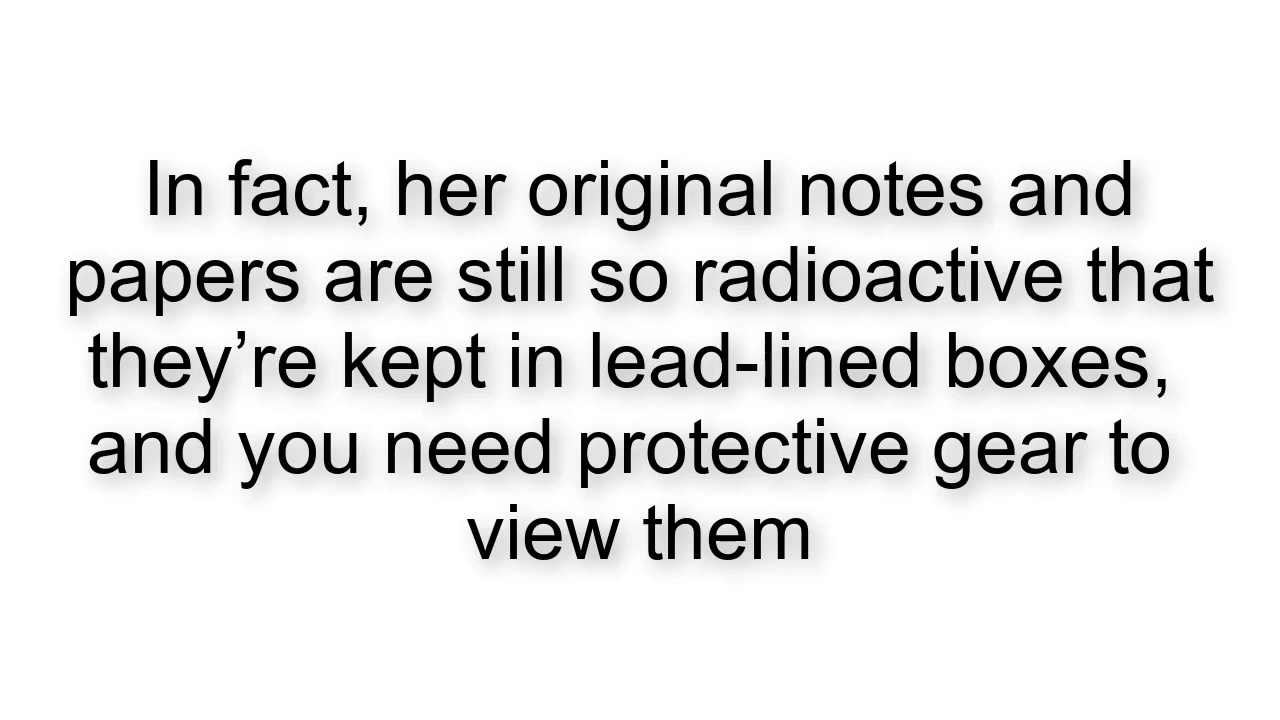 In fact, her original notes and
papers are still so radioactive that
they’re kept in lead-lined boxes,
and you need protective gear to
view them